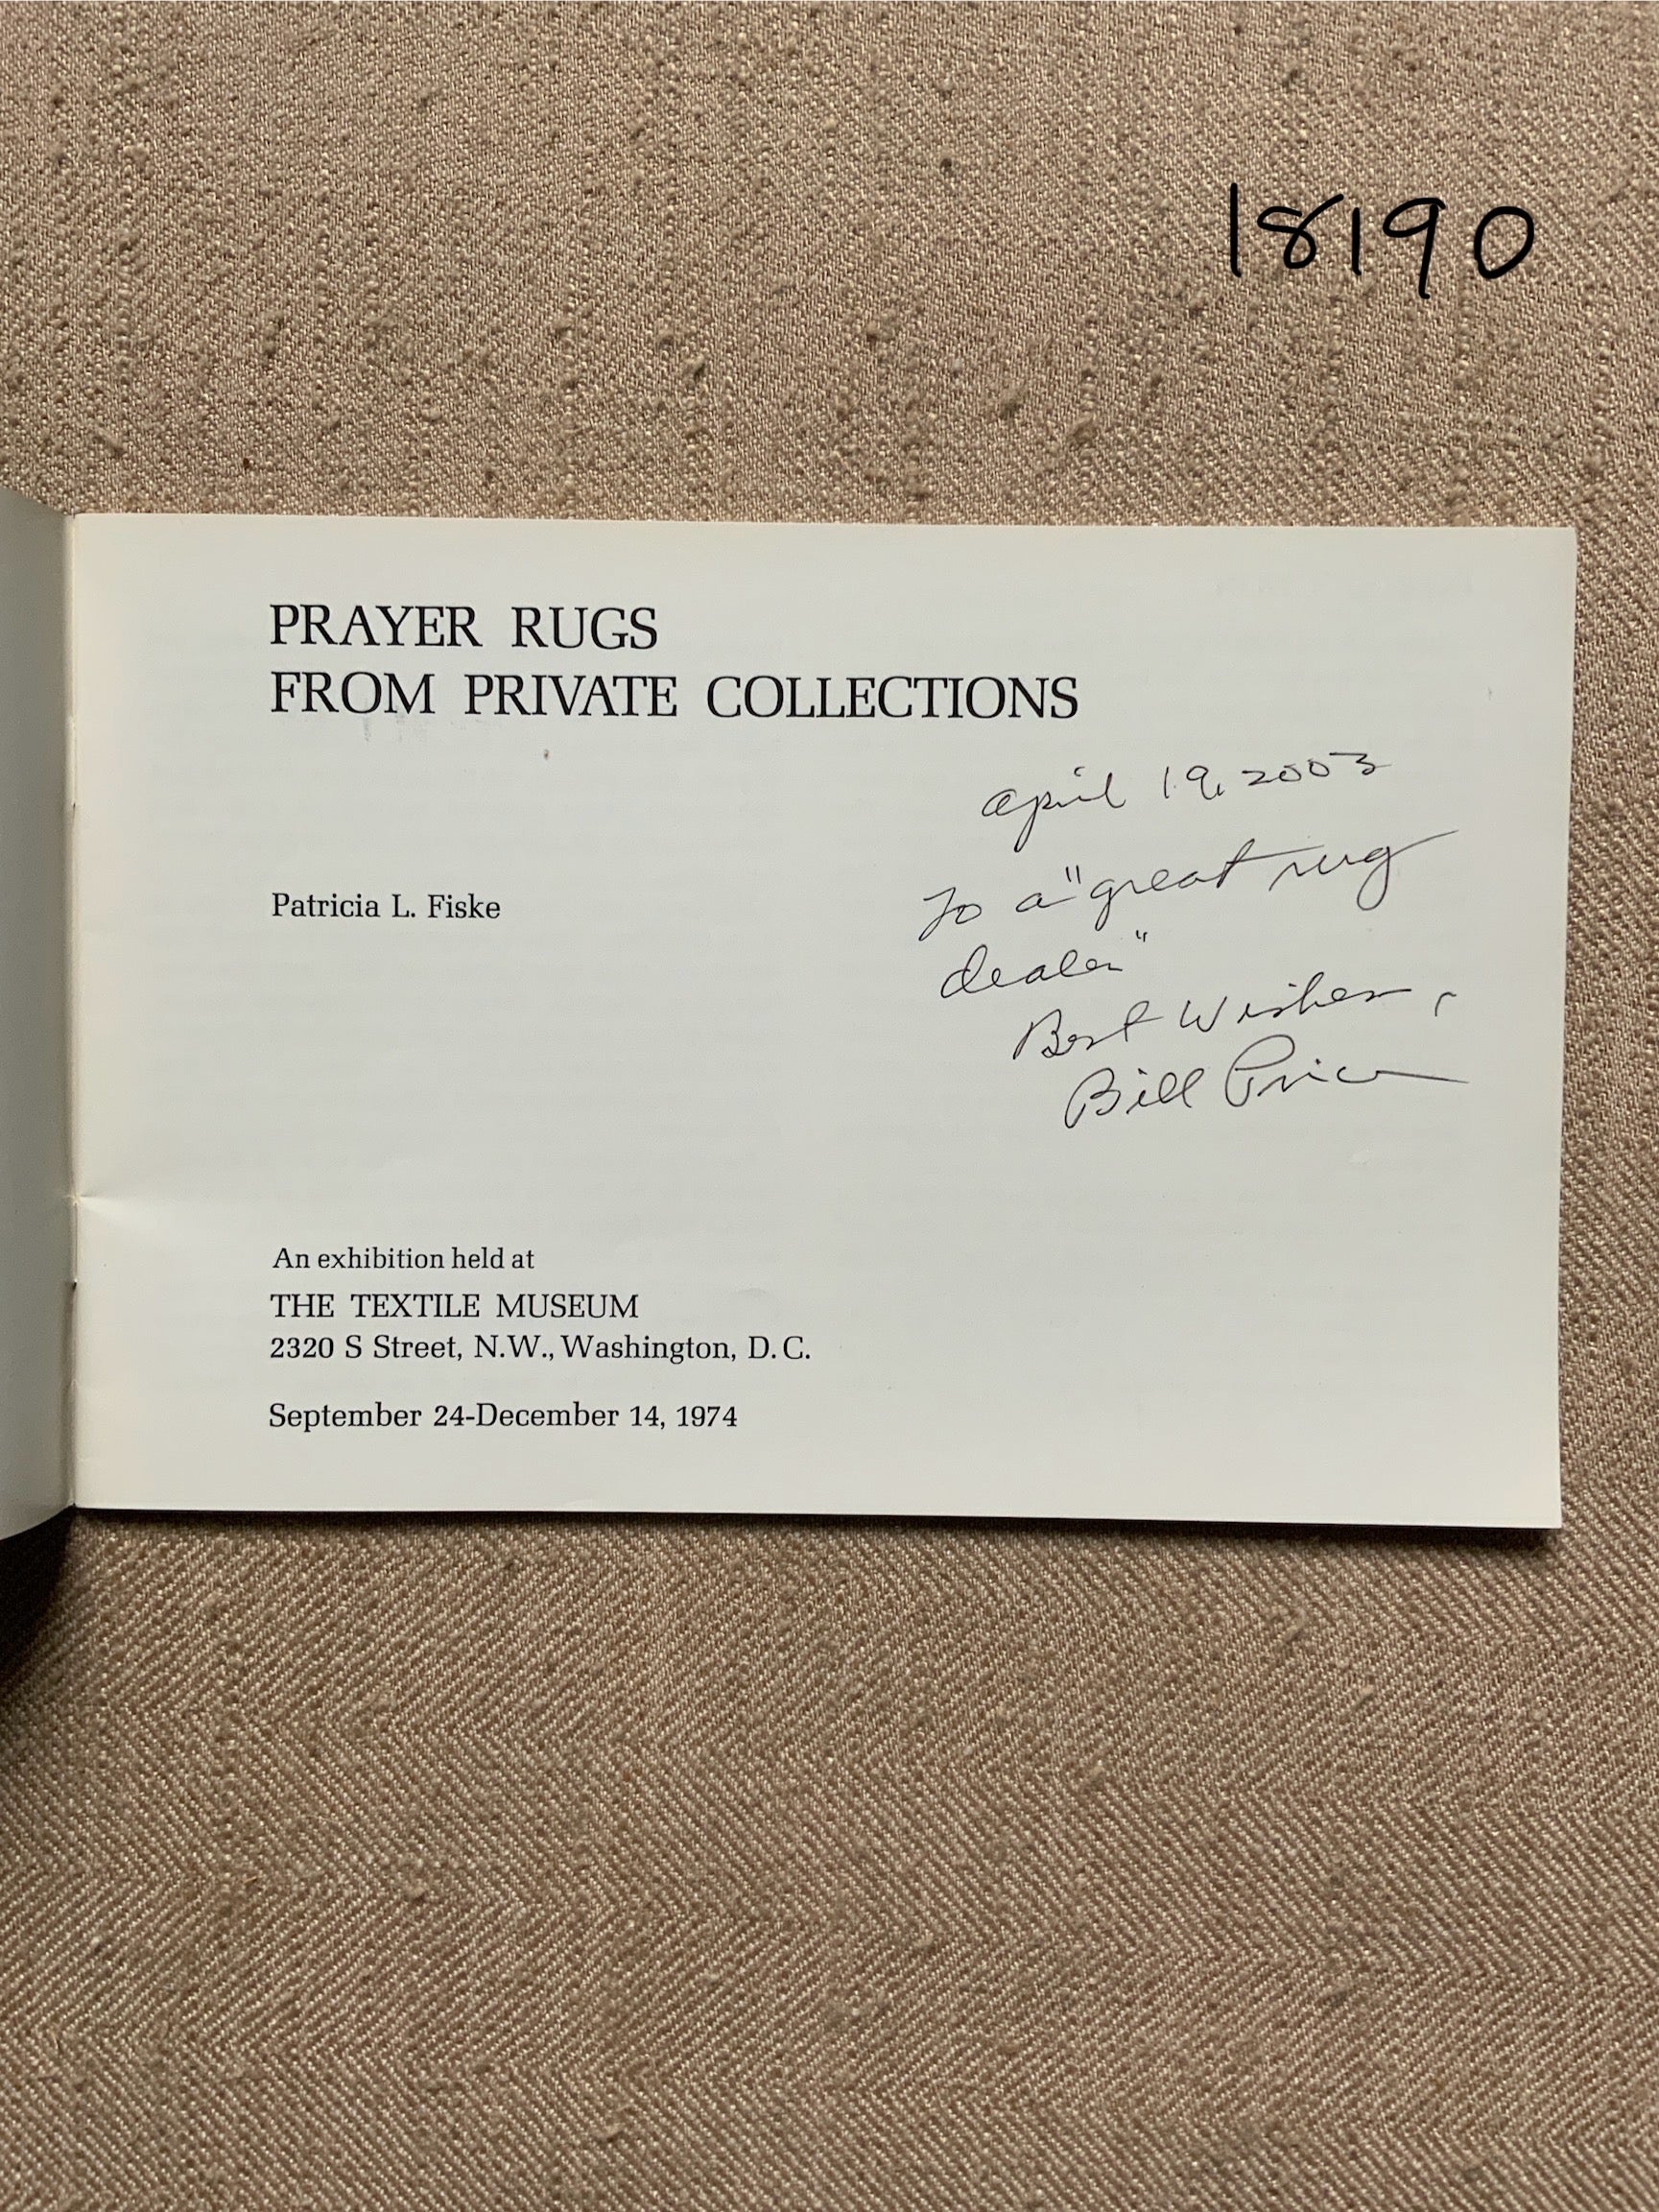 18190
PRAYER RUGS
FROM PRIVATE COLLECTIONS
April 19, 2003
To a "great rug
dealer"
Best Wishes,
Bill Price
Patricia L. Fiske
An exhibition held at
THE TEXTILE MUSEUM
2320 S Street, N.W., Washington, D.C.
September 24-December 14, 1974